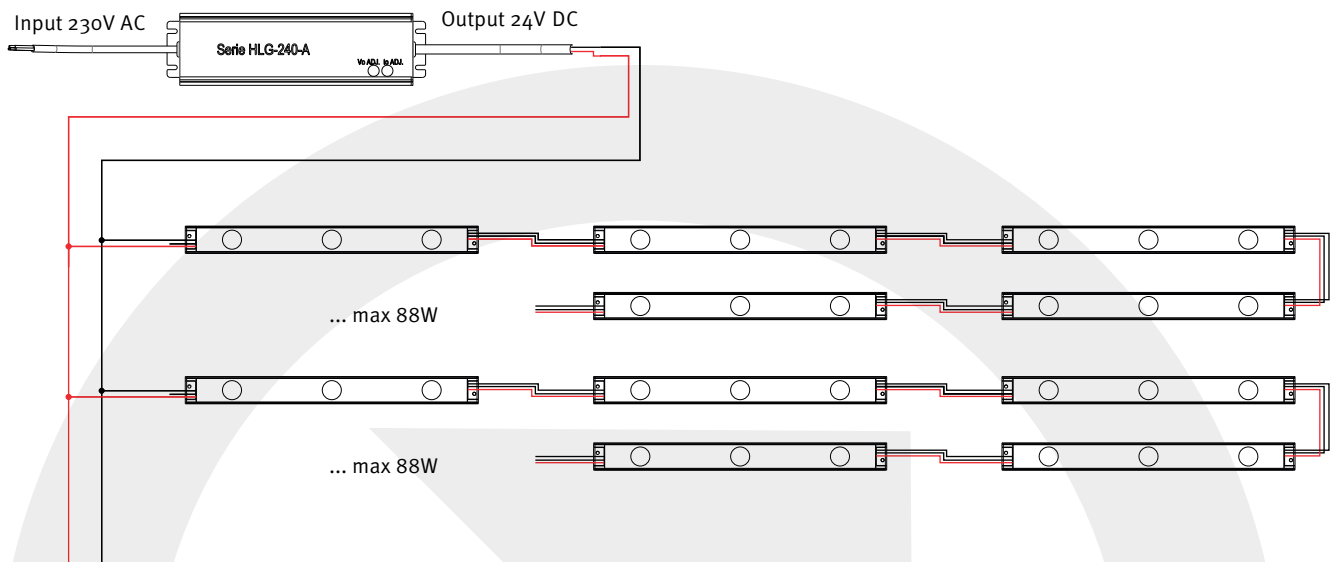 Input 230V AC
Output 24V DC
Serie HLG-240-A
Vo ADJ. Io ADJ.
... max 88W
... max 88W